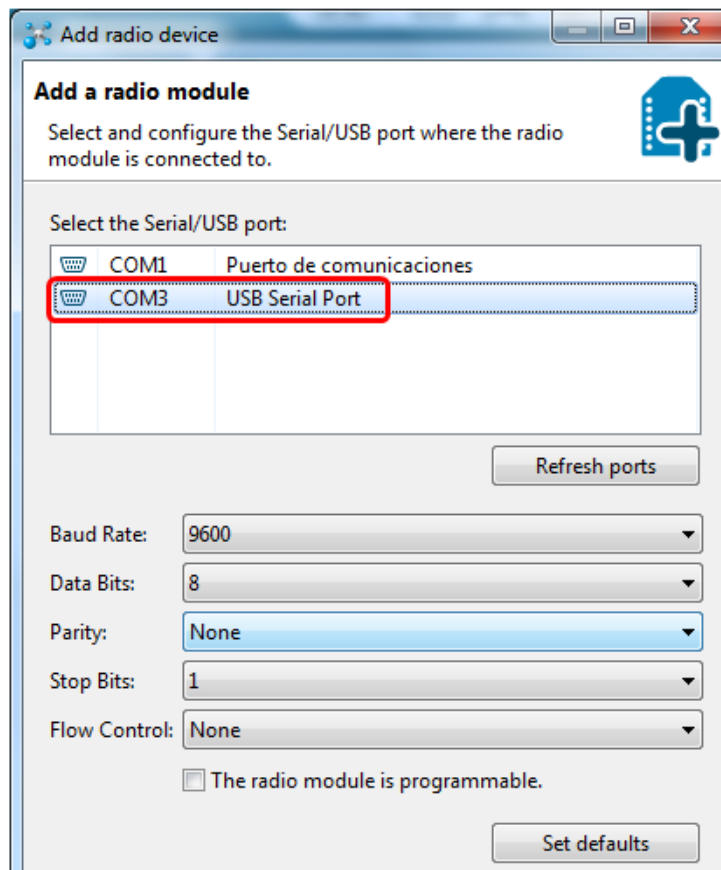 Add radio device
Add a radio module
Select and configure the Serial/USB port where the radio
module is connected to.
Select the Serial/USB port:
COM1 Puerto de comunicaciones
COM3 USB Serial Port
Refresh ports
Baud Rate: 9600
Data Bits: 8
Parity: None
Stop Bits: 1
Flow Control: None
The radio module is programmable.
Set defaults